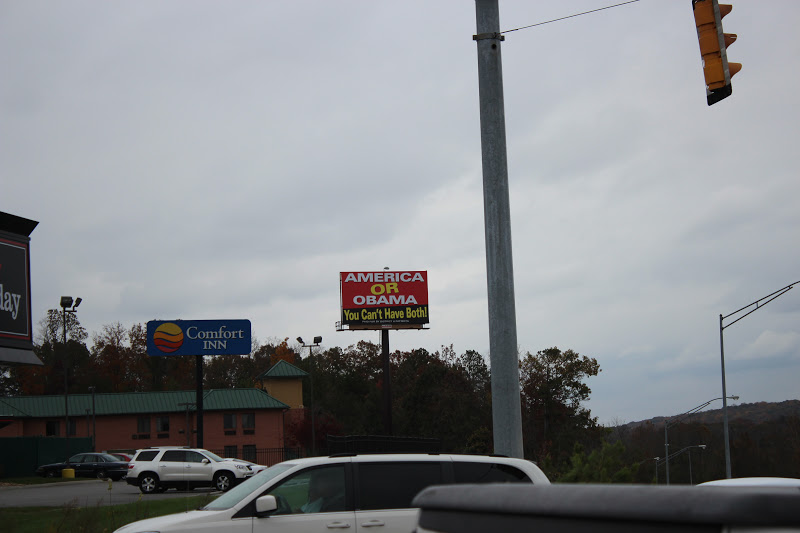 day
Comfort
INN
AMERICA
OR
OBAMA
You Can't Have Both!